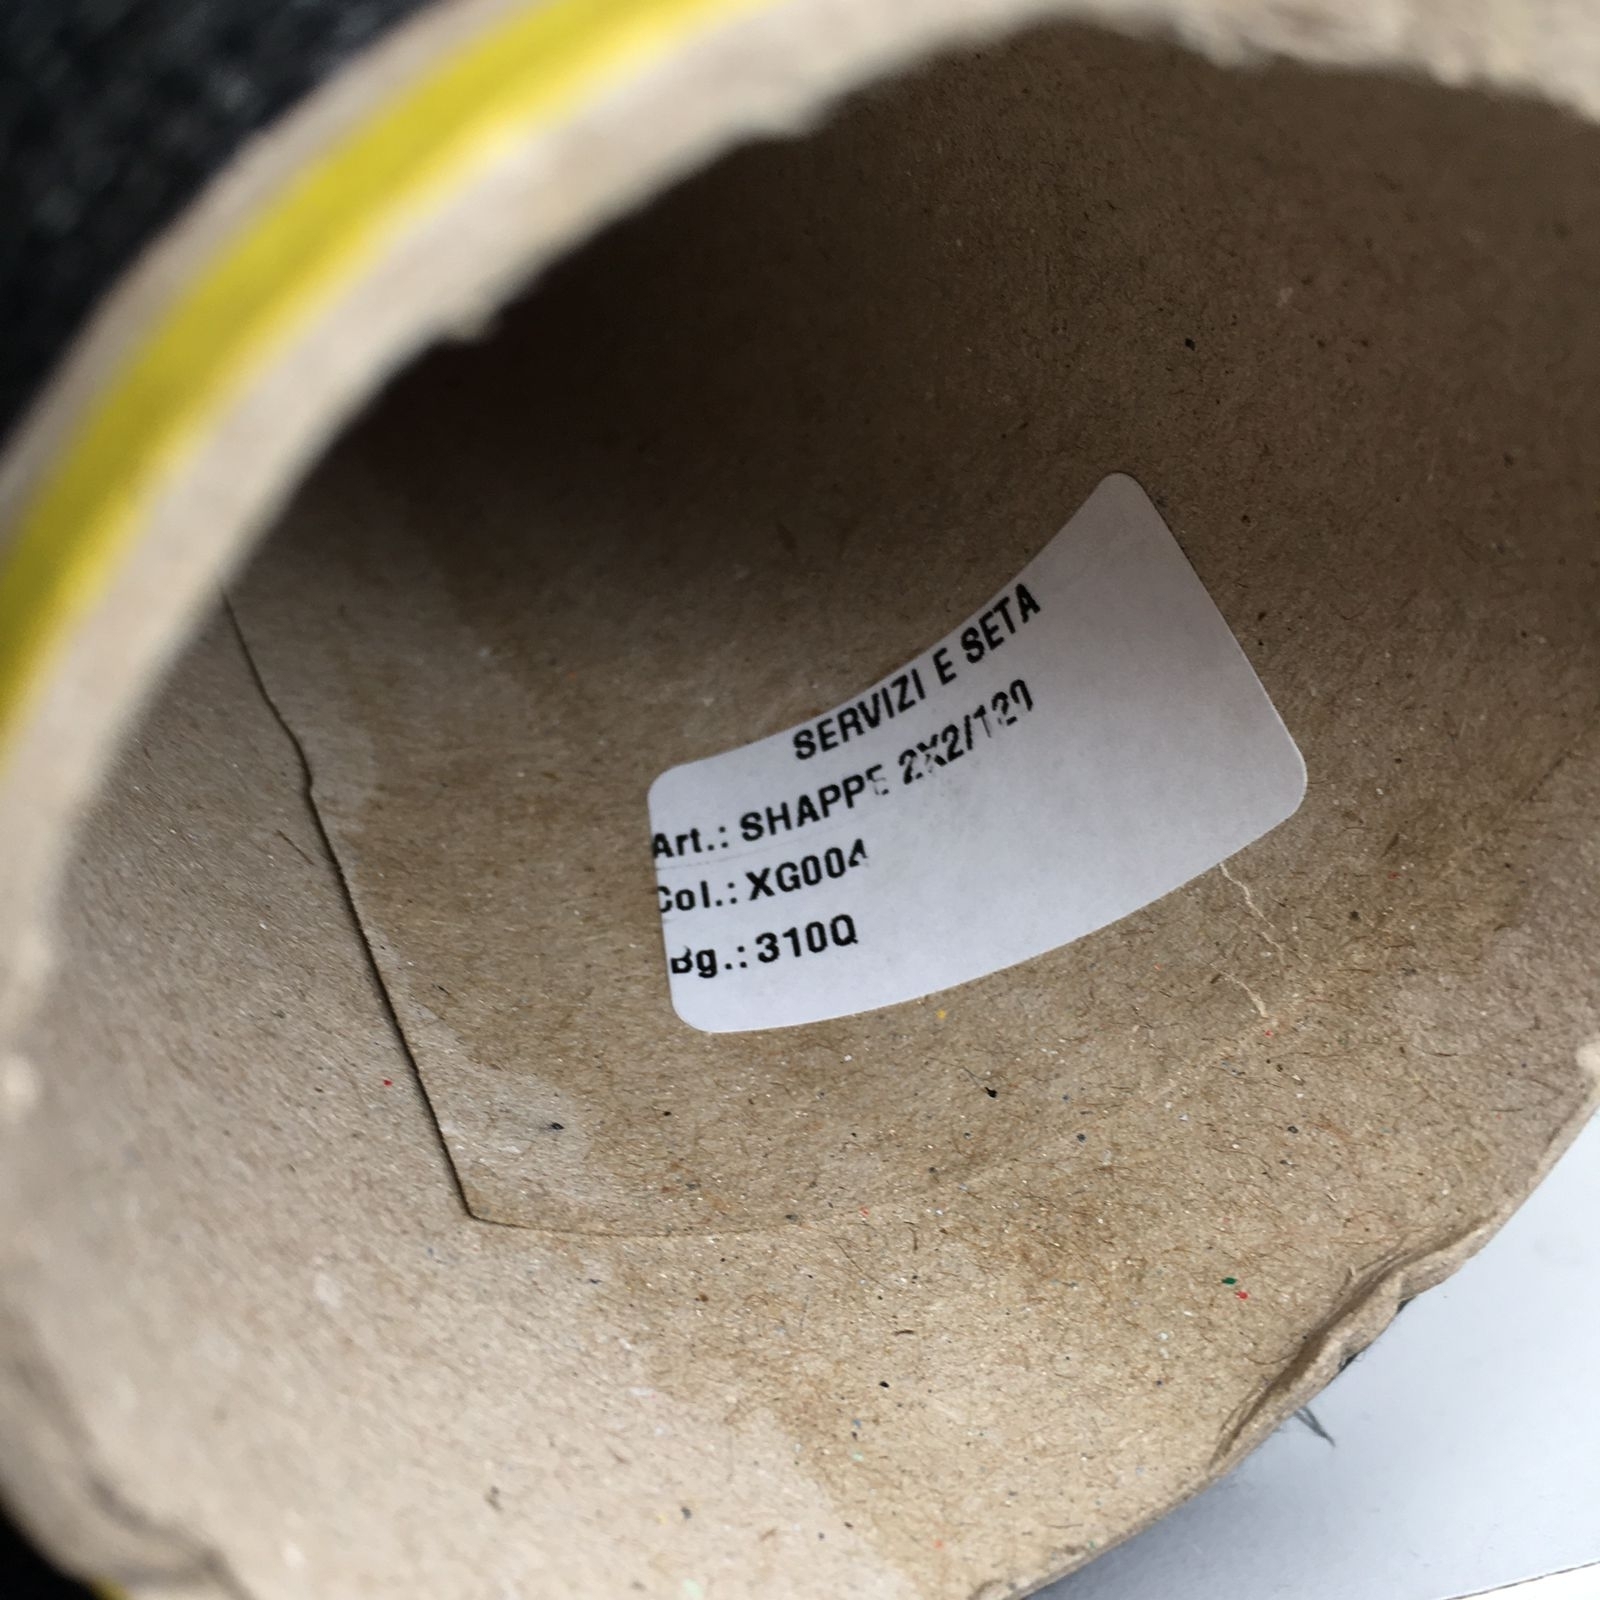 SERVIZI E SETA
Art.: SHAPPE 2X2/120
Col.: XG004
Bg.: 310Q